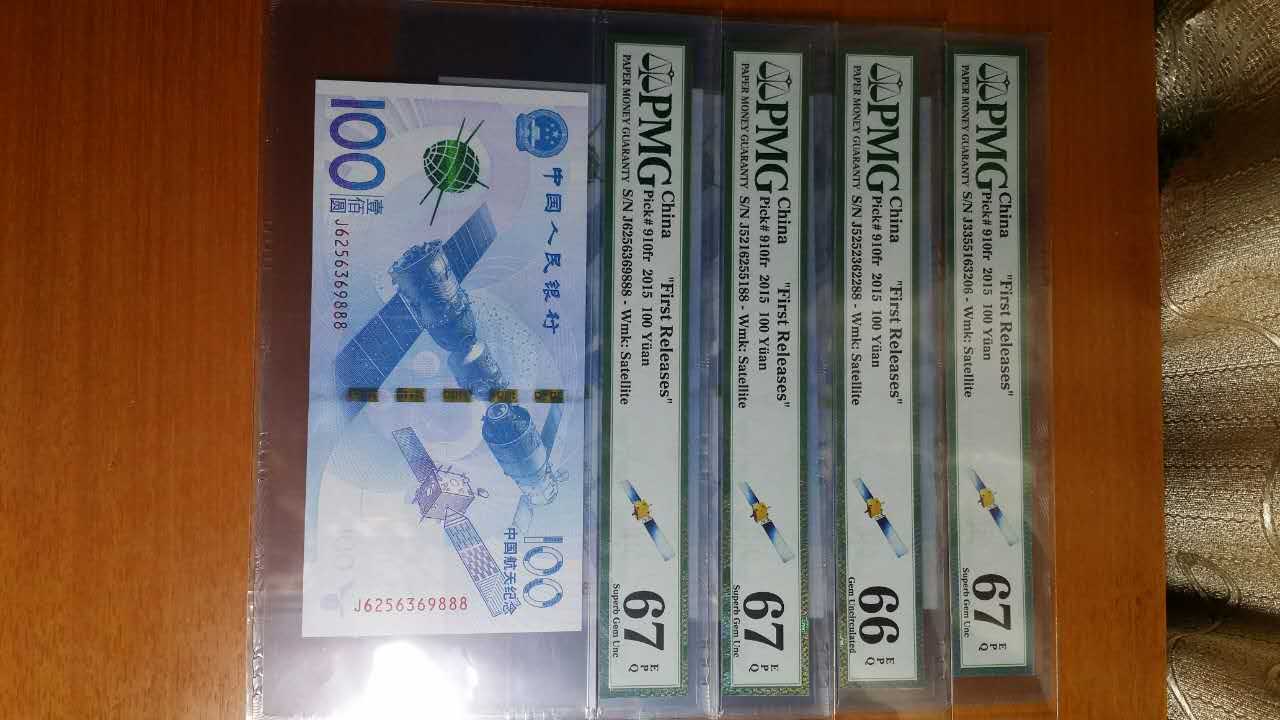 中国人民银行
100
壹佰圆
J6256369888
100
中国航天纪念
J6256369888
PMG
PAPER MONEY GUARANTY
China "First Releases"
Pick# 910fr 2015 100 Yüan
S/N J6256369888 - Wmk: Satellite
67 EPQ
Superb Gem Unc
PMG
PAPER MONEY GUARANTY
China "First Releases"
Pick# 910fr 2015 100 Yüan
S/N J5216255188 - Wmk: Satellite
67 EPQ
Superb Gem Unc
PMG
PAPER MONEY GUARANTY
China "First Releases"
Pick# 910fr 2015 100 Yüan
S/N J5252362288 - Wmk: Satellite
66 EPQ
Gem Uncirculated
PMG
PAPER MONEY GUARANTY
China "First Releases"
Pick# 910fr 2015 100 Yüan
S/N J3355163206 - Wmk: Satellite
67 EPQ
Superb Gem Unc